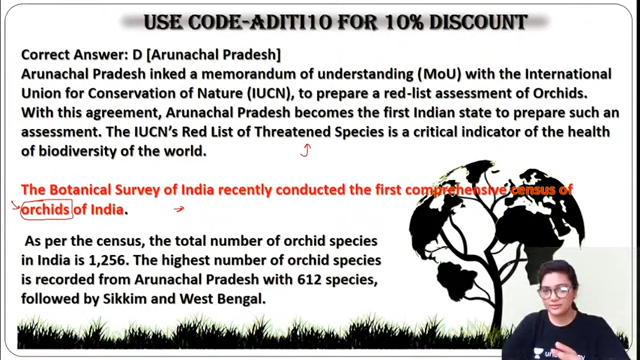 USE CODE-ADITI10 FOR 10% DISCOUNT
Correct Answer: D [Arunachal Pradesh]
Arunachal Pradesh inked a memorandum of understanding (MoU) with the International
Union for Conservation of Nature (IUCN), to prepare a red-list assessment of Orchids.
With this agreement, Arunachal Pradesh becomes the first Indian state to prepare such an
assessment. The IUCN's Red List of Threatened Species is a critical indicator of the health
of biodiversity of the world.
The Botanical Survey of India recently conducted the first comprehensive census of
orchids of India.
As per the census, the total number of orchid species
in India is 1,256. The highest number of orchid species
is recorded from Arunachal Pradesh with 612 species,
followed by Sikkim and West Bengal.